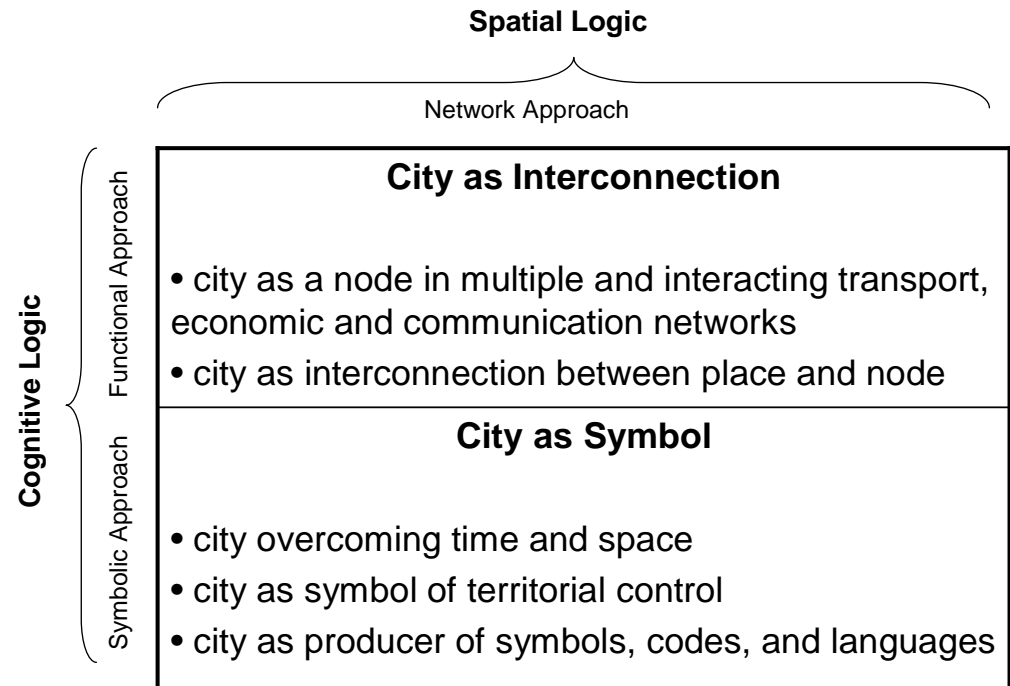 Spatial Logic
Network Approach
Cognitive Logic
Functional Approach
City as Interconnection
• city as a node in multiple and interacting transport,
economic and communication networks
• city as interconnection between place and node
Symbolic Approach
City as Symbol
• city overcoming time and space
• city as symbol of territorial control
• city as producer of symbols, codes, and languages